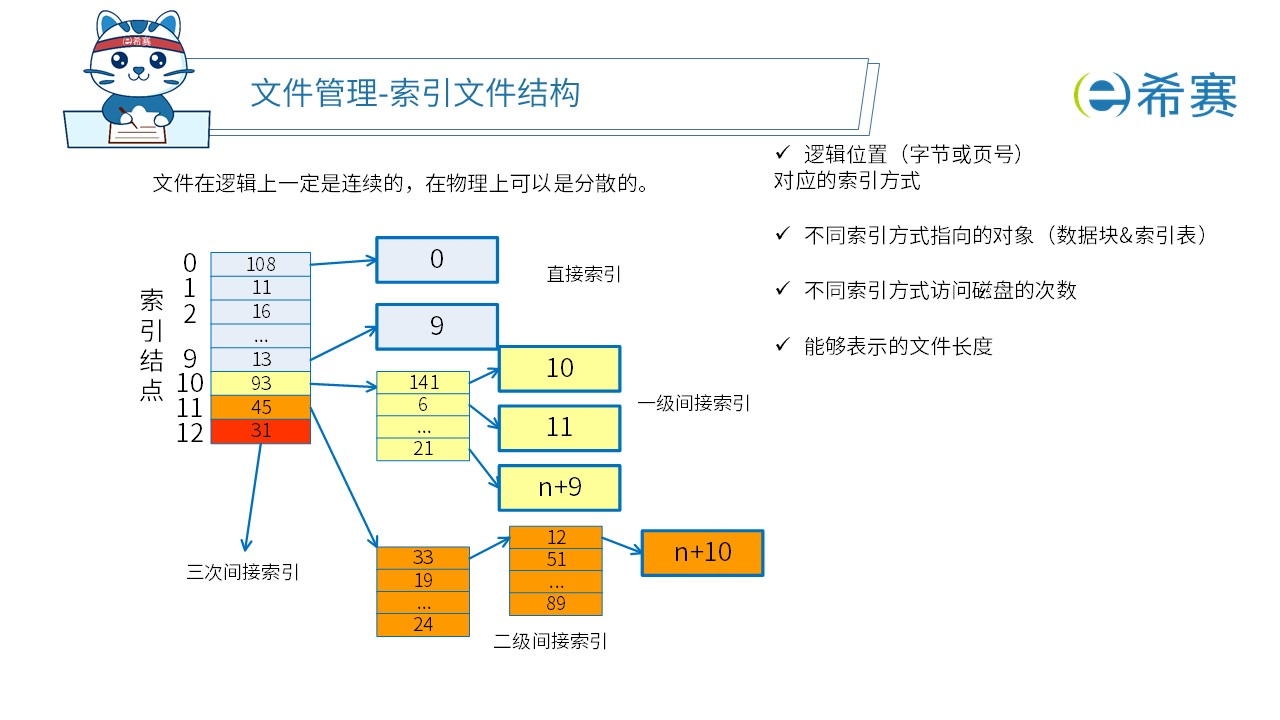 希赛
文件管理-索引文件结构
希赛
文件在逻辑上一定是连续的，在物理上可以是分散的。
✓ 逻辑位置（字节或页号）
对应的索引方式
✓ 不同索引方式指向的对象（数据块&索引表）
✓ 不同索引方式访问磁盘的次数
✓ 能够表示的文件长度
索引结点
0 108
1 11
2 16
...
9 13
10 93
11 45
12 31
0
9
直接索引
141
6
...
21
10
11
n+9
一级间接索引
33
19
...
24
12
51
...
89
n+10
二级间接索引
三次间接索引